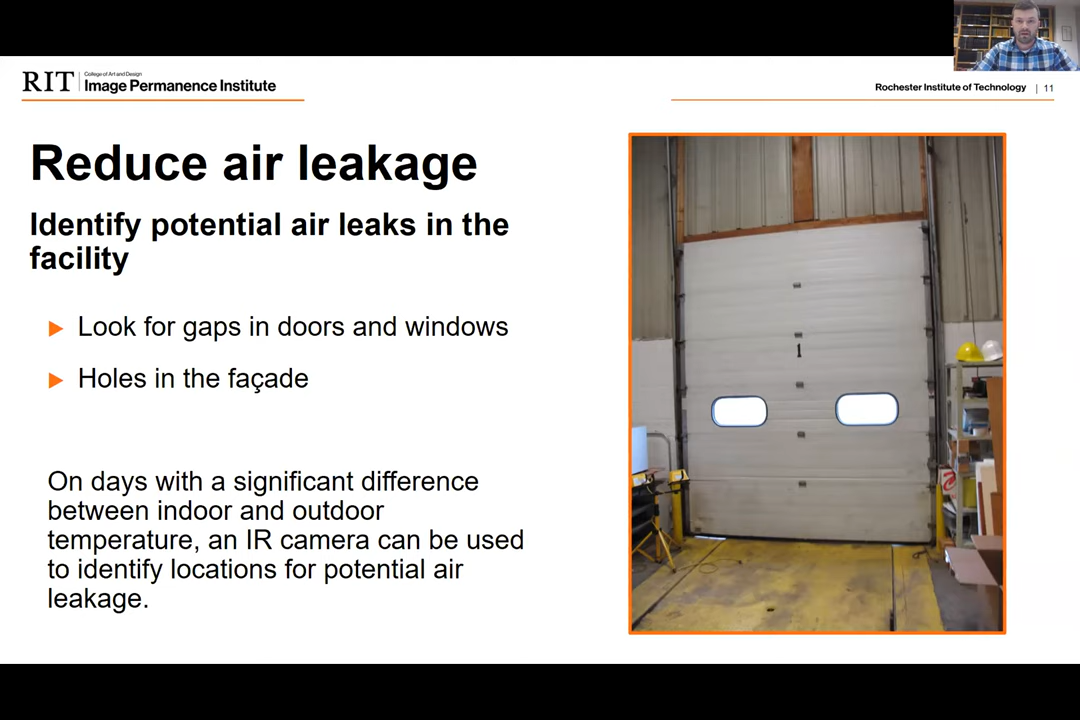 RIT
College of Art and Design
Image Permanence Institute
Rochester Institute of Technology | 11
Reduce air leakage
Identify potential air leaks in the
facility
Look for gaps in doors and windows
Holes in the façade
On days with a significant difference
between indoor and outdoor
temperature, an IR camera can be used
to identify locations for potential air
leakage.
1